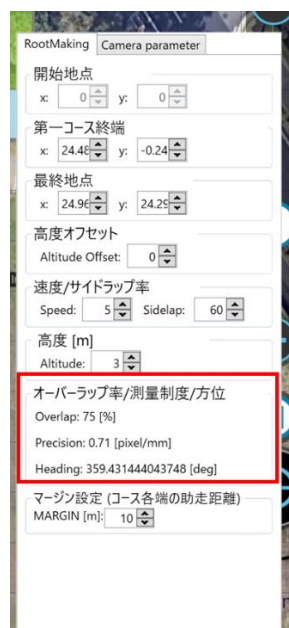 RootMaking Camera parameter
開始地点
x: 0 y: 0
第一コース終端
x: 24.48 y: -0.24
最終地点
x: 24.96 y: 24.29
高度オフセット
Altitude Offset: 0
速度/サイドラップ率
Speed: 5 Sidelap: 60
高度 [m]
Altitude: 3
オーバーラップ率/測量制度/方位
Overlap: 75 [%]
Precision: 0.71 [pixel/mm]
Heading: 359.431444043748 [deg]
マージン設定 (コース各端の助走距離)
MARGIN [m]: 10